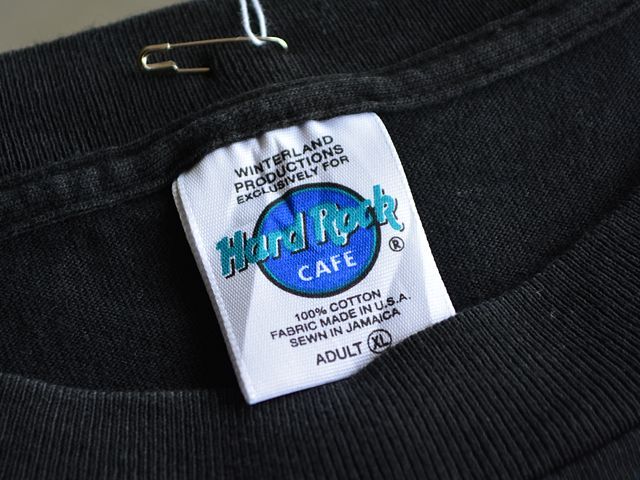 WINTERLAND
PRODUCTIONS
EXCLUSIVELY FOR
Hard Rock
CAFE
®
100% COTTON
FABRIC MADE IN U.S.A.
SEWN IN JAMAICA
ADULT XL